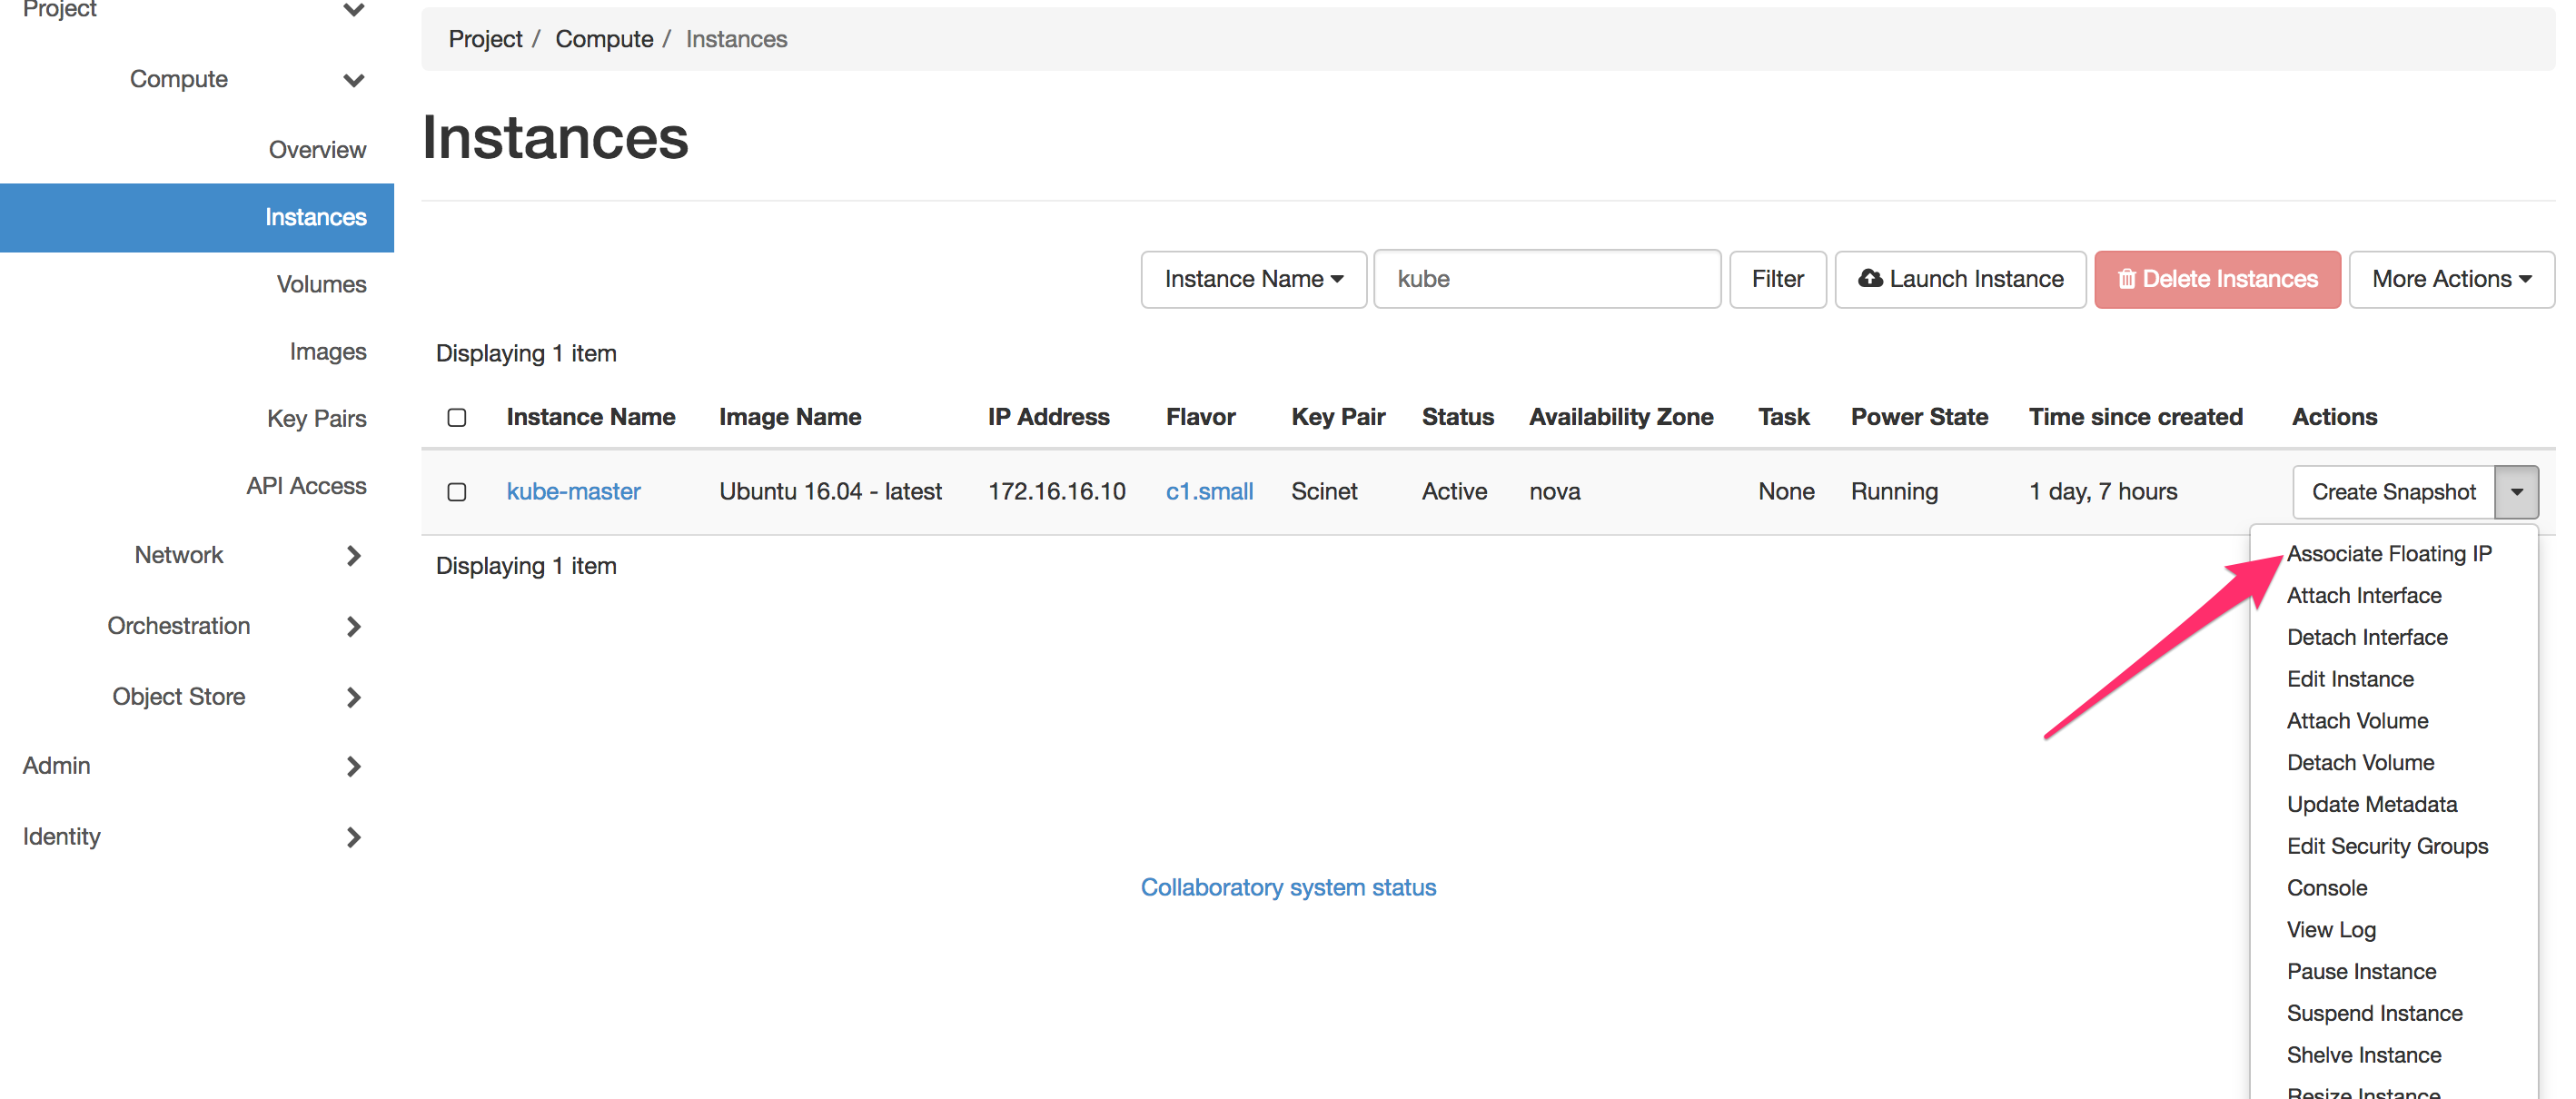 Project
Compute
Overview
Instances
Volumes
Images
Key Pairs
API Access
Network
Orchestration
Object Store
Admin
Identity
Project / Compute / Instances
Instances
Instance Name kube Filter Launch Instance Delete Instances More Actions
Displaying 1 item
Instance Name Image Name IP Address Flavor Key Pair Status Availability Zone Task Power State Time since created Actions
kube-master Ubuntu 16.04 - latest 172.16.16.10 c1.small Scinet Active nova None Running 1 day, 7 hours Create Snapshot
Displaying 1 item
Associate Floating IP
Attach Interface
Detach Interface
Edit Instance
Attach Volume
Detach Volume
Update Metadata
Edit Security Groups
Console
View Log
Pause Instance
Suspend Instance
Shelve Instance
Resize Instance
Collaboratory system status